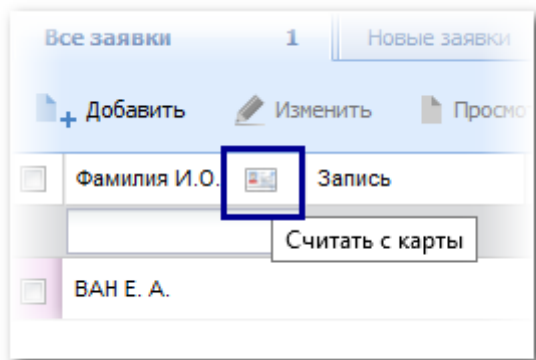 Все заявки 1 Новые заявки
Добавить Изменить Просмо
Фамилия И.О. Запись
Считать с карты
ВАН Е. А.